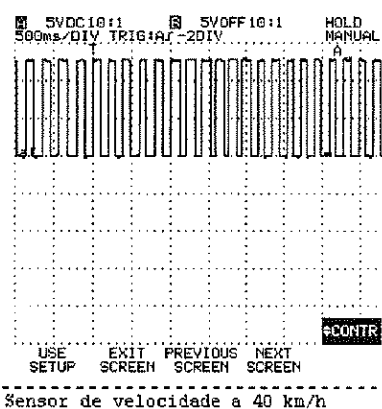 A 5VDC10:1 B 5VOFF10:1 HOLD
500ms/DIV TRIG:A -2DIV MANUAL
A
CONTR
USE SETUP EXIT SCREEN PREVIOUS SCREEN NEXT SCREEN
Sensor de velocidade a 40 km/h